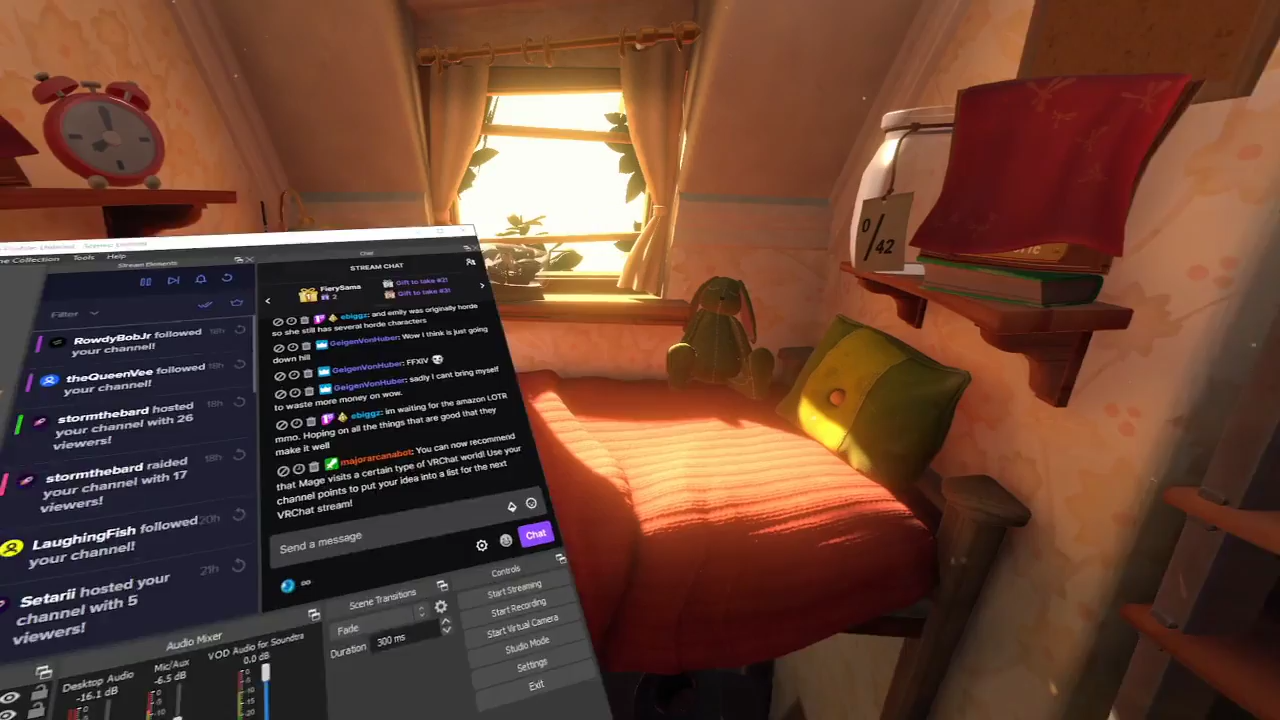 ne Collection Tools Help
Stream Elements
Filter
RowdyBobJr followed
your channel!
18h
theQueenVee followed
your channel!
18h
stormthebard hosted
your channel with 26
viewers!
18h
stormthebard raided
your channel with 17
viewers!
18h
LaughingFish followed
your channel!
20h
Setarii hosted your
channel with 5
viewers!
21h
Chat
STREAM CHAT
FierySama
2
Gift to take #2!
Gift to take #3!
ebiggz: and emily was originally horde
so she still has several horde characters
GeigenVonHuber: Wow I think is just going
down hill
GeigenVonHuber: FFXIV
GeigenVonHuber: sadly I cant bring myself
to waste more money on wow.
ebiggz: im waiting for the amazon LOTR
mmo. Hoping on all the things that are good that they
make it well
majorarcanabot: You can now recommend
that Mage visits a certain type of VRChat world! Use your
channel points to put your idea into a list for the next
VRChat stream!
Send a message
Chat
Audio Mixer
Desktop Audio
-16.1 dB
Mic/Aux
-6.5 dB
VOD Audio for Soundtra
0.0 dB
Scene Transitions
Fade
Duration 300 ms
Controls
Start Streaming
Start Recording
Start Virtual Camera
Studio Mode
Settings
Exit
0/42